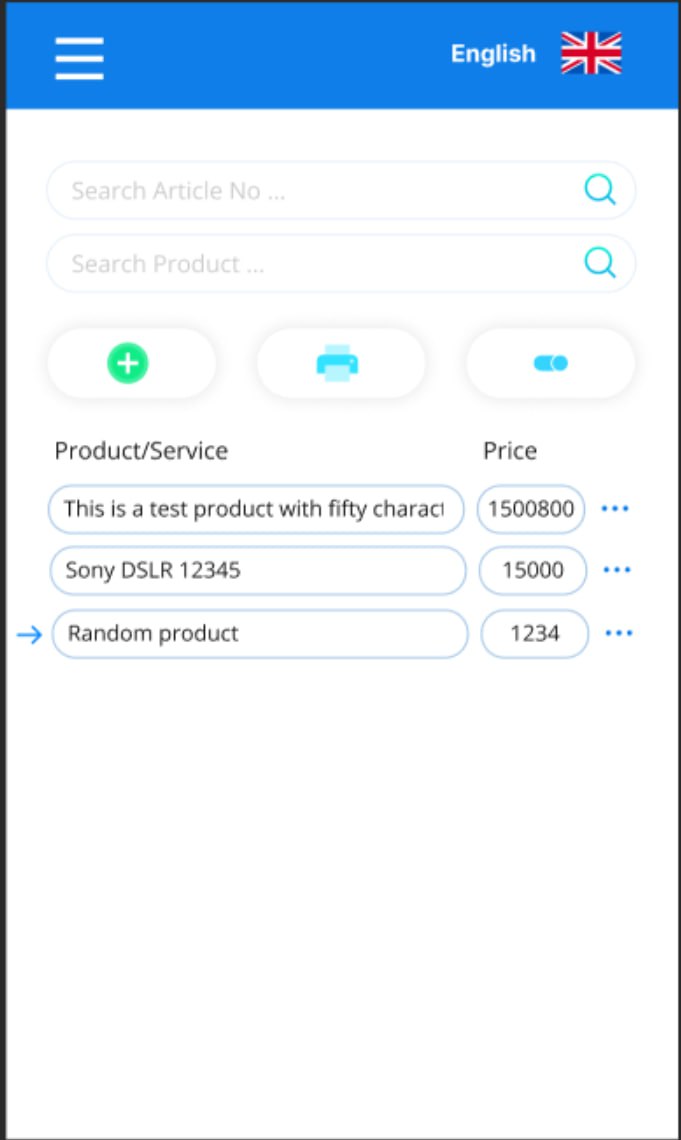 English
Search Article No ...
Search Product ...
Product/Service Price
This is a test product with fifty charact 1500800
Sony DSLR 12345 15000
Random product 1234